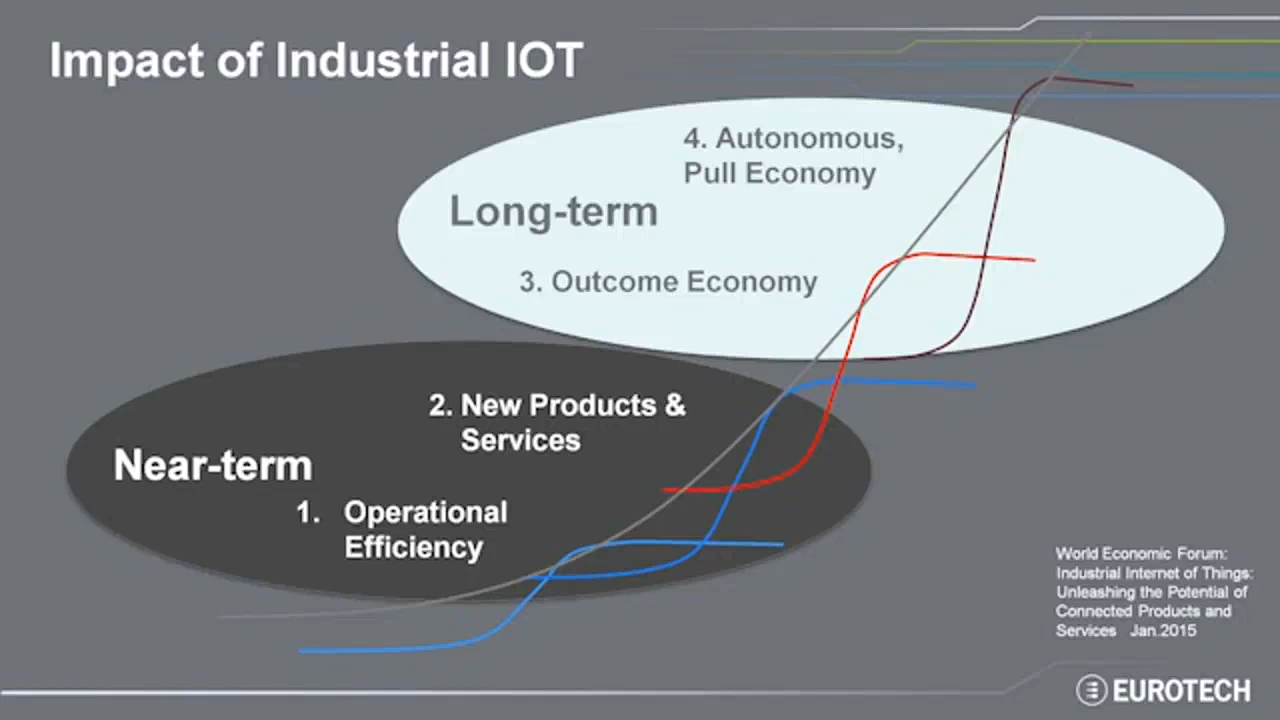 Impact of Industrial IOT
4. Autonomous,
Pull Economy
Long-term
3. Outcome Economy
2. New Products &
Services
Near-term
1. Operational
Efficiency
World Economic Forum:
Industrial Internet of Things:
Unleashing the Potential of
Connected Products and
Services Jan.2015
EUROTECH